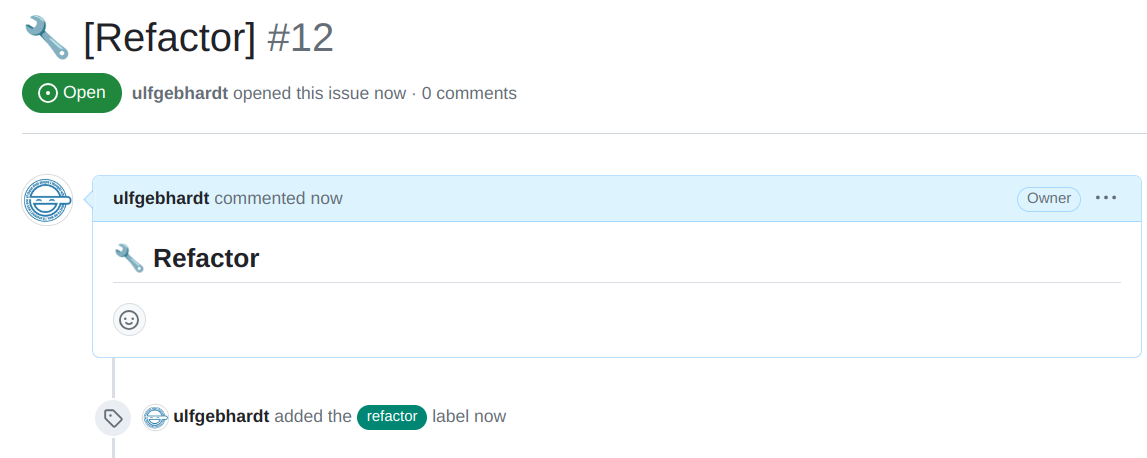 🔧 [Refactor] #12
Open ulfgebhardt opened this issue now · 0 comments
ulfgebhardt commented now Owner ···
🔧 Refactor
ulfgebhardt added the refactor label now